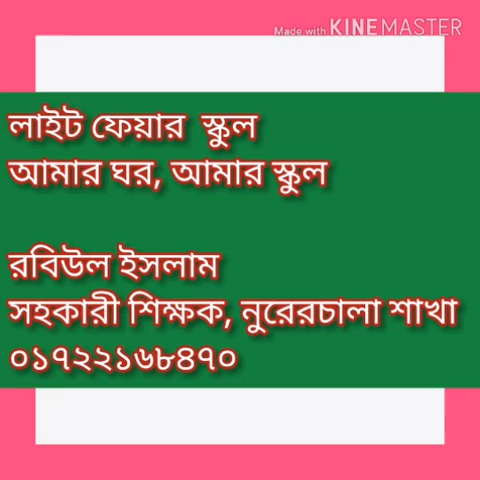 Made with KINEMASTER
লাইট ফেয়ার স্কুল
আমার ঘর, আমার স্কুল
রবিউল ইসলাম
সহকারী শিক্ষক, নুরেরচালা শাখা
০১৭২২১৬৮৪৭০